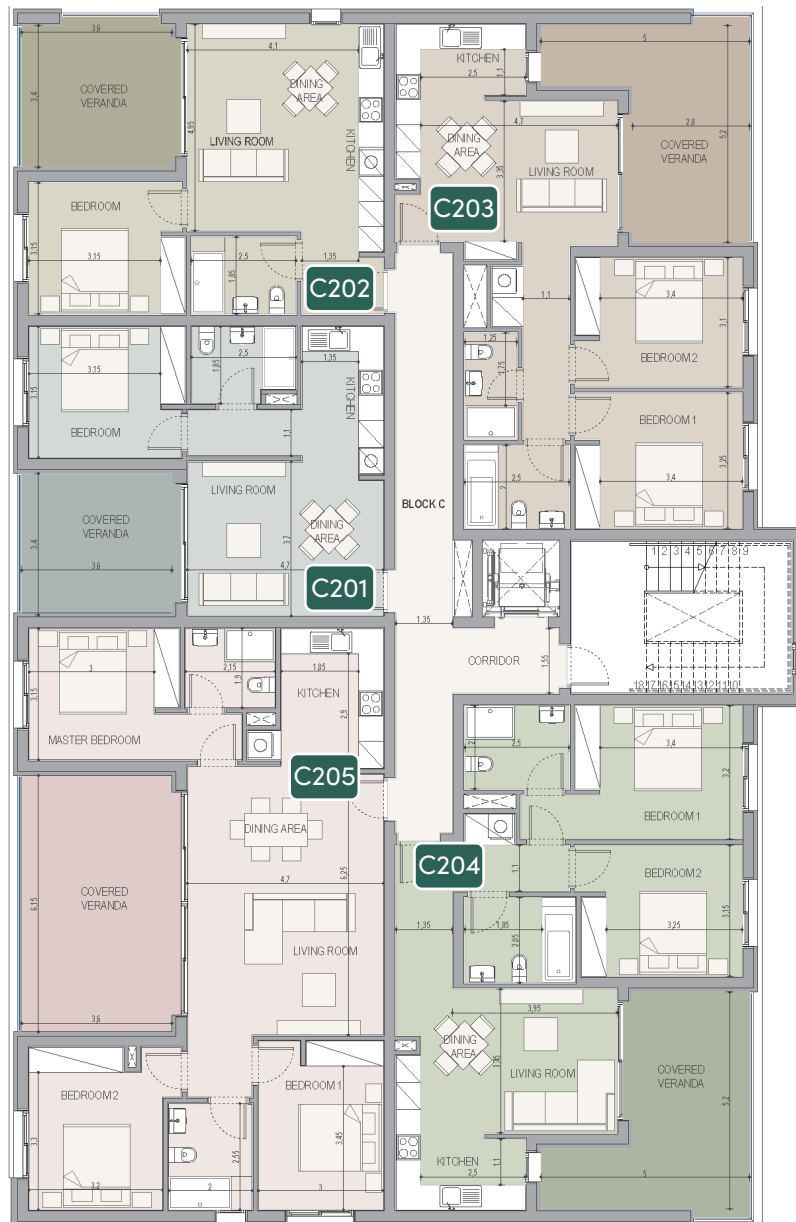 3,6
3,4
COVERED
VERANDA
4,1
4,95
DINING
AREA
LIVING ROOM
KITCHEN
BEDROOM
3,15
3,15
2,5
1,85
1,35
C202
KITCHEN
2,5
1,1
4,7
DINING
AREA
3,35
LIVING ROOM
C203
5
2,8
5,2
COVERED
VERANDA
1,1
3,4
3,1
BEDROOM 2
1,25
1,75
BEDROOM 1
3,4
3,25
2,5
2
3,15
3,15
BEDROOM
2,5
1,85
1,35
KITCHEN
1,1
LIVING ROOM
DINING
AREA
3,7
4,7
C201
COVERED
VERANDA
3,4
3,6
BLOCK C
1,35
CORRIDOR
1,55
1 2 3 4 5 6 7 8 9
18 17 16 15 14 13 12 11 10
3
3,15
MASTER BEDROOM
2,15
1,9
1,85
KITCHEN
2,9
C205
DINING AREA
4,7
6,25
LIVING ROOM
COVERED
VERANDA
6,15
3,6
BEDROOM 2
3,3
3,2
2,55
2
BEDROOM 1
3,45
3
2
2,5
3,4
3,2
BEDROOM 1
C204
1,1
BEDROOM 2
3,15
3,25
1,35
1,85
2,85
3,95
DINING
AREA
3,45
LIVING ROOM
COVERED
VERANDA
5,2
KITCHEN
1,1
2,5
5